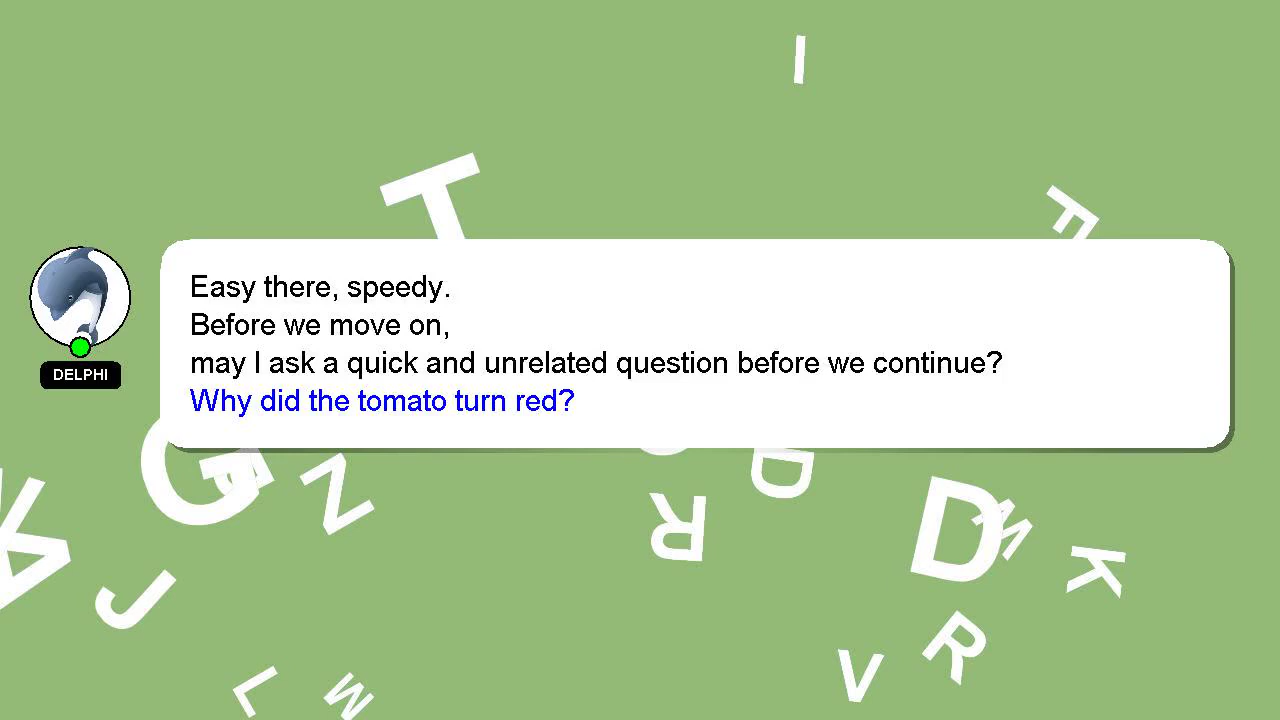 I
T
F
Easy there, speedy.
Before we move on,
may I ask a quick and unrelated question before we continue?
Why did the tomato turn red?
DELPHI
G
N
D
R
D
M
K
A
J
R
V
L
M